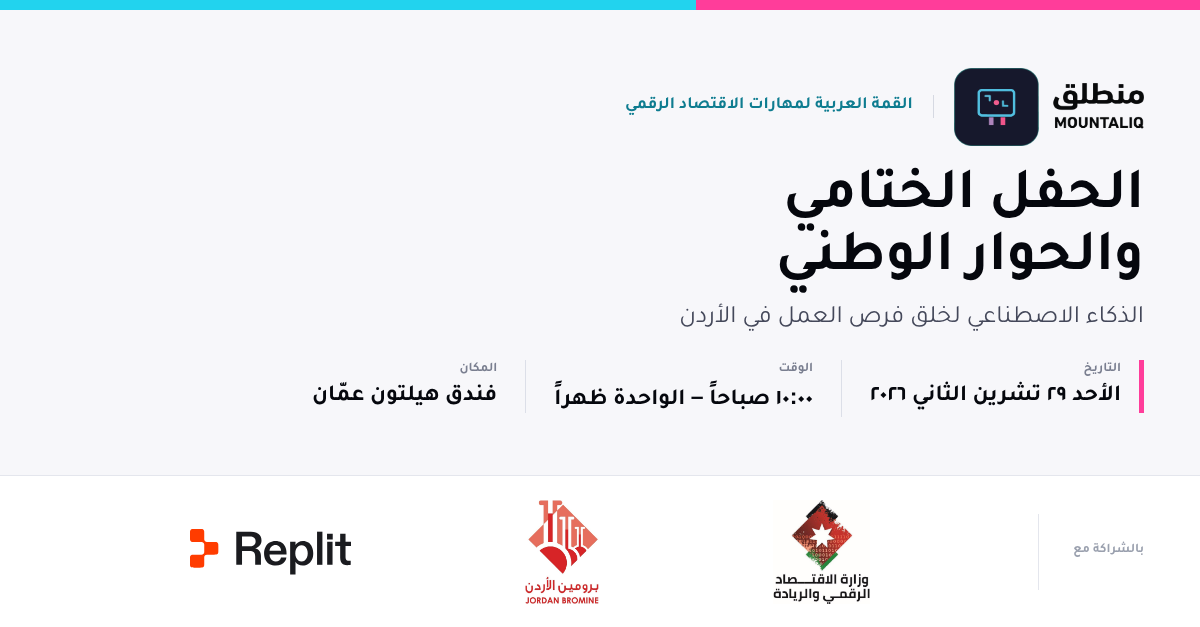 منطلق
MOUNTALIQ
القمة العربية لمهارات الاقتصاد الرقمي
الحفل الختامي
والحوار الوطني
الذكاء الاصطناعي لخلق فرص العمل في الأردن
التاريخ
الأحد ٢٩ تشرين الثاني ٢٠٢٦
الوقت
١٠:٠٠ صباحاً – الواحدة ظهراً
المكان
فندق هيلتون عمّان
بالشراكة مع
وزارة الاقتـــصاد
الرقمـي والريادة
برومين الأردن
JORDAN BROMINE
Replit